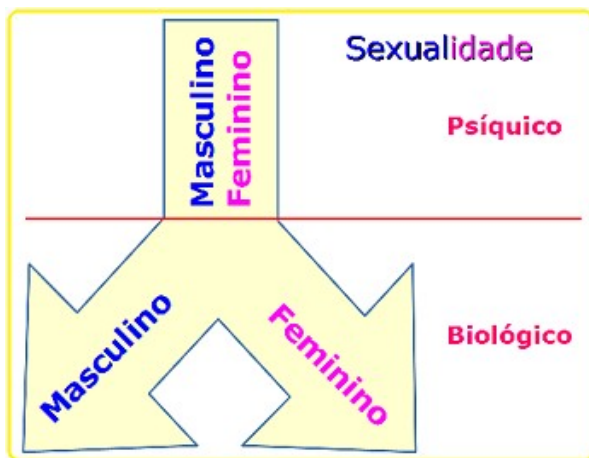 Sexualidade
Masculino
Feminino
Psíquico
Masculino
Feminino
Biológico